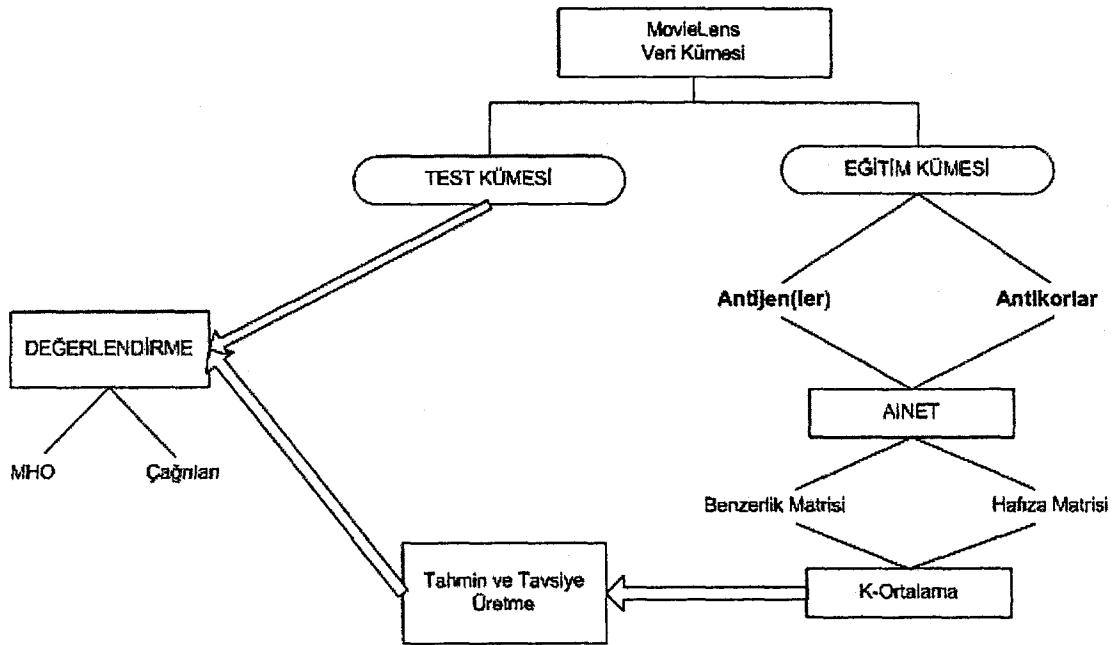 MovieLens
Veri Kümesi
TEST KÜMESİ
EĞİTİM KÜMESİ
Antijen(ler)
Antikorlar
DEĞERLENDİRME
AINET
MHO
Çağrılan
Benzerlik Matrisi
Hafıza Matrisi
Tahmin ve Tavsiye
Üretme
K-Ortalama